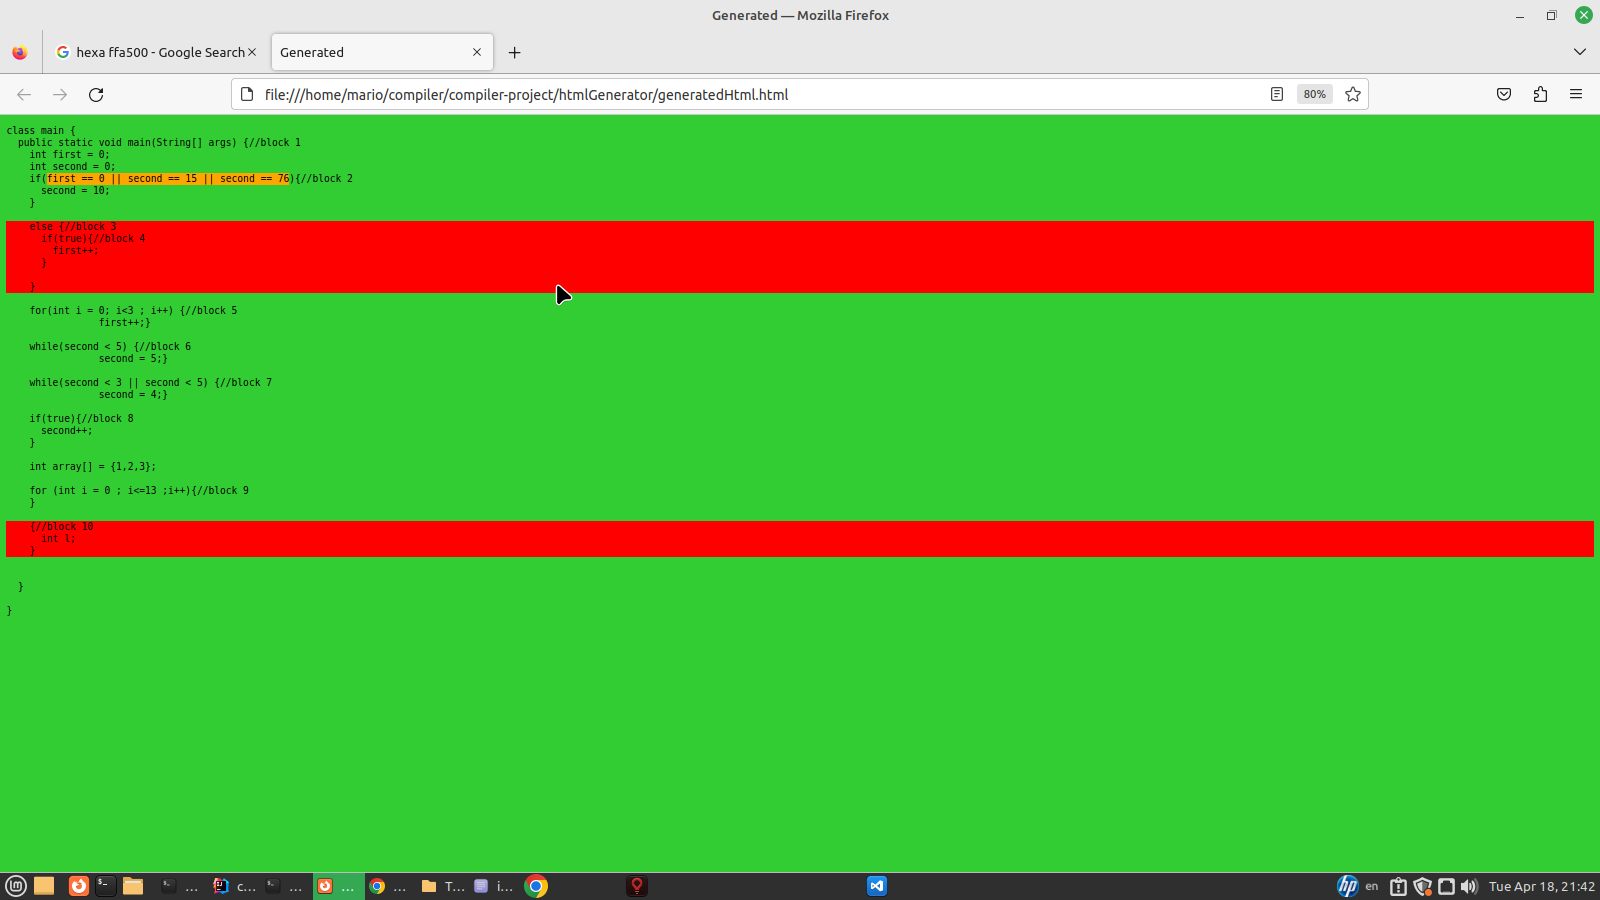 Generated — Mozilla Firefox
hexa ffa500 - Google Search
Generated
file:///home/mario/compiler/compiler-project/htmlGenerator/generatedHtml.html
80%
class main {
  public static void main(String[] args) {//block 1
    int first = 0;
    int second = 0;
    if(first == 0 || second == 15 || second == 76){//block 2
      second = 10;
    }
    else {//block 3
      if(true){//block 4
        first++;
      }
    }
    for(int i = 0; i<3 ; i++) {//block 5
                first++;}
    while(second < 5) {//block 6
                second = 5;}
    while(second < 3 || second < 5) {//block 7
                second = 4;}
    if(true){//block 8
      second++;
    }
    int array[] = {1,2,3};
    for (int i = 0 ; i<=13 ;i++){//block 9
    }
    {//block 10
      int l;
    }
  }
}
... c... ... ... ... T... i... hp en Tue Apr 18, 21:42